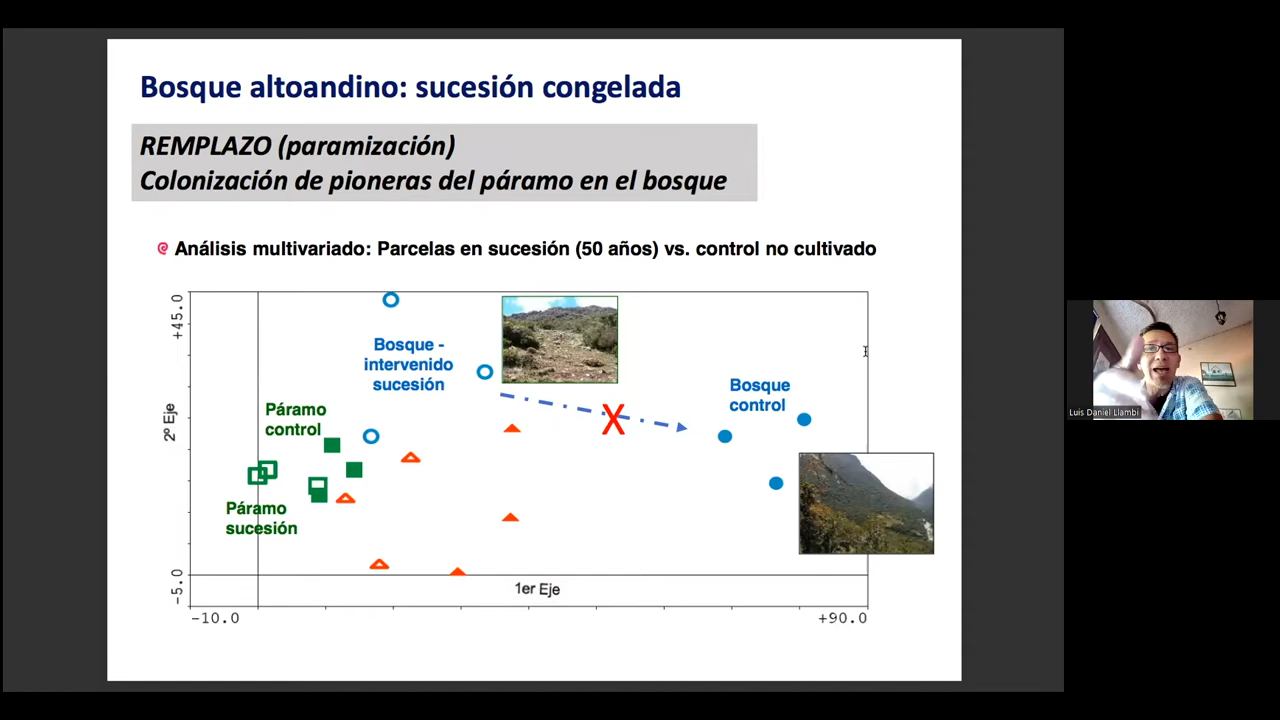 Bosque altoandino: sucesión congelada
REMPLAZO (paramización)
Colonización de pioneras del páramo en el bosque
Análisis multivariado: Parcelas en sucesión (50 años) vs. control no cultivado
+45.0
2º Eje
-5.0
Bosque -
intervenido
sucesión
Páramo
control
Páramo
sucesión
X
Bosque
control
1er Eje
-10.0
+90.0
Luis Daniel Llambi